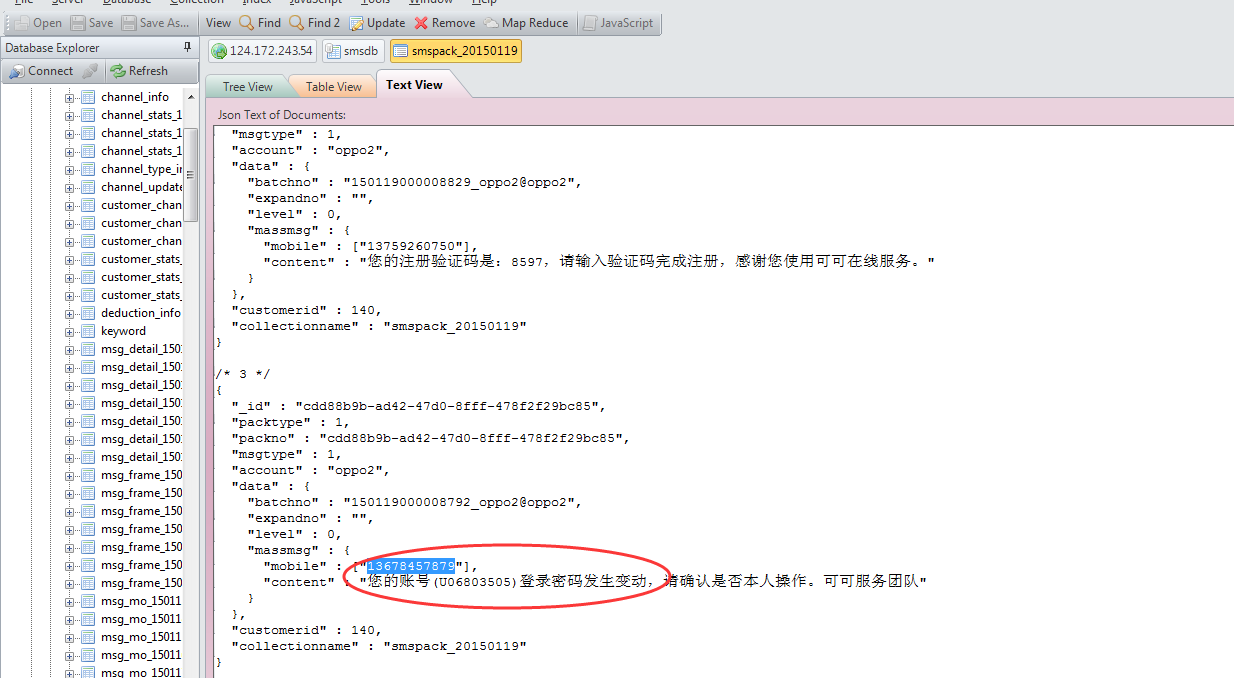 File Server Database Collection Index JavaScript Tools Window Help
Open Save Save As... View Find Find 2 Update Remove Map Reduce JavaScript
Database Explorer
124.172.243.54 smsdb smspack_20150119
Connect Refresh
Tree View Table View Text View
Json Text of Documents:
channel_info
channel_stats_1
channel_stats_1
channel_stats_1
channel_type_in
channel_update
customer_chan
customer_chan
customer_chan
customer_stats_
customer_stats_
customer_stats_
deduction_info
keyword
msg_detail_150
msg_detail_150
msg_detail_150
msg_detail_150
msg_detail_150
msg_detail_150
msg_detail_150
msg_frame_150
msg_frame_150
msg_frame_150
msg_frame_150
msg_frame_150
msg_frame_150
msg_frame_150
msg_mo_15011
msg_mo_15011
msg_mo_15011
msg_mo_15011
msg_mo_15011
"msgtype" : 1,
"account" : "oppo2",
"data" : {
"batchno" : "150119000008829_oppo2@oppo2",
"expandno" : "",
"level" : 0,
"massmsg" : {
"mobile" : ["13759260750"],
"content" : "您的注册验证码是：8597，请输入验证码完成注册，感谢您使用可可在线服务。"
}
},
"customerid" : 140,
"collectionname" : "smspack_20150119"
}
/* 3 */
{
"_id" : "cdd88b9b-ad42-47d0-8fff-478f2f29bc85",
"packtype" : 1,
"packno" : "cdd88b9b-ad42-47d0-8fff-478f2f29bc85",
"msgtype" : 1,
"account" : "oppo2",
"data" : {
"batchno" : "150119000008792_oppo2@oppo2",
"expandno" : "",
"level" : 0,
"massmsg" : {
"mobile" : ["13678457879"],
"content" : "您的账号(U06803505)登录密码发生变动，请确认是否本人操作。可可服务团队"
}
},
"customerid" : 140,
"collectionname" : "smspack_20150119"
}